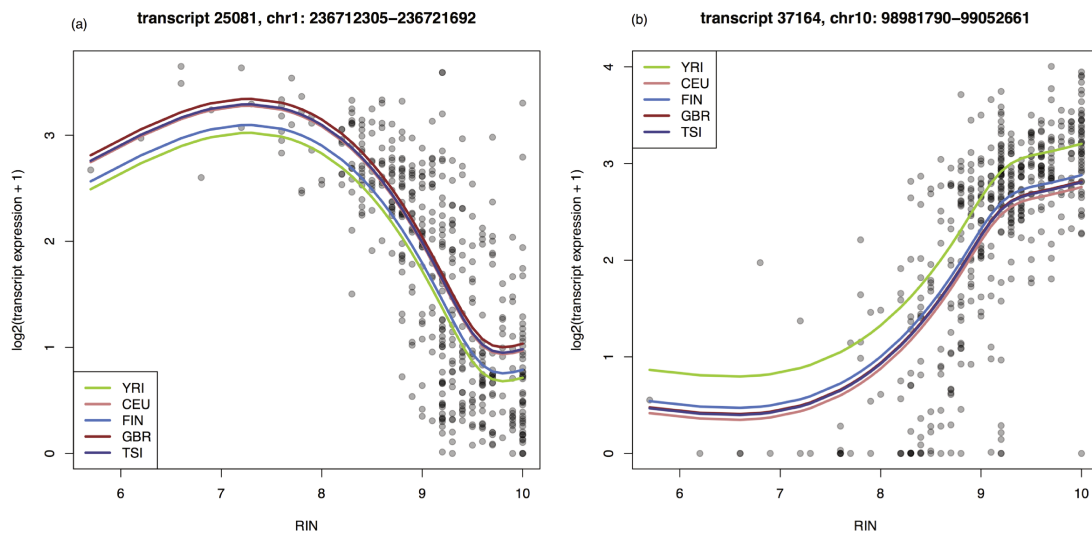 (a)
transcript 25081, chr1: 236712305−236721692
log2(transcript expression + 1)
3
2
1
0
YRI
CEU
FIN
GBR
TSI
6 7 8 9 10
RIN
(b)
transcript 37164, chr10: 98981790−99052661
log2(transcript expression + 1)
4
3
2
1
0
YRI
CEU
FIN
GBR
TSI
6 7 8 9 10
RIN